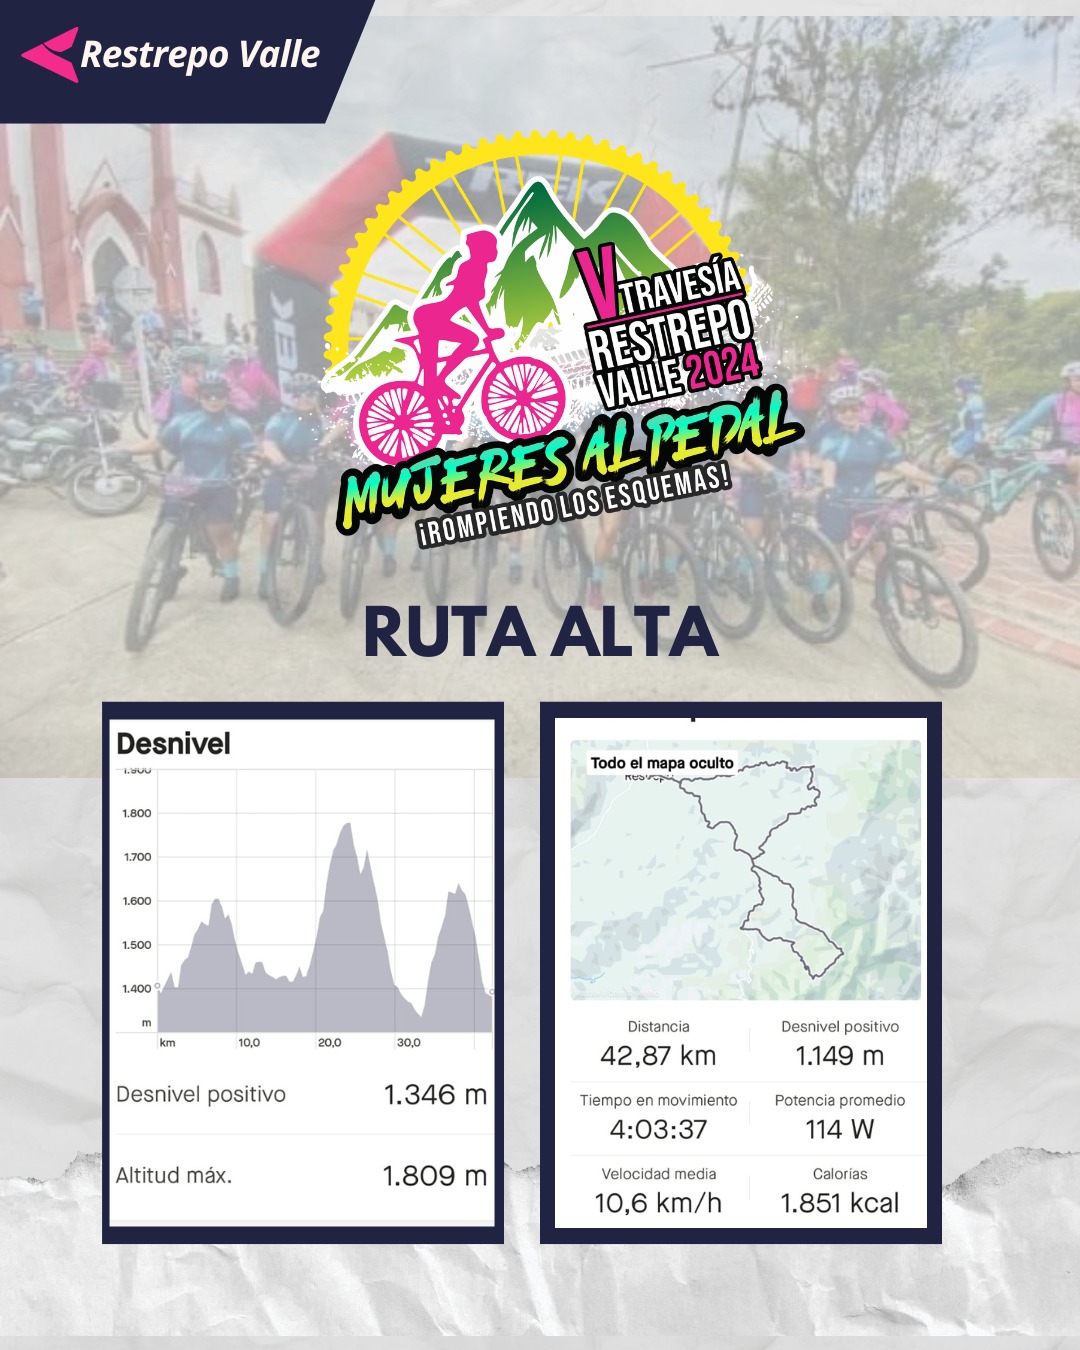 Restrepo Valle
V TRAVESÍA
RESTREPO
VALLE 2024
MUJERES AL PEDAL
¡ROMPIENDO LOS ESQUEMAS!
RUTA ALTA
Desnivel
1.900
1.800
1.700
1.600
1.500
1.400
m
km
10,0
20,0
30,0
Desnivel positivo
1.346 m
Altitud máx.
1.809 m
Todo el mapa oculto
Distancia
42,87 km
Desnivel positivo
1.149 m
Tiempo en movimiento
4:03:37
Potencia promedio
114 W
Velocidad media
10,6 km/h
Calorías
1.851 kcal